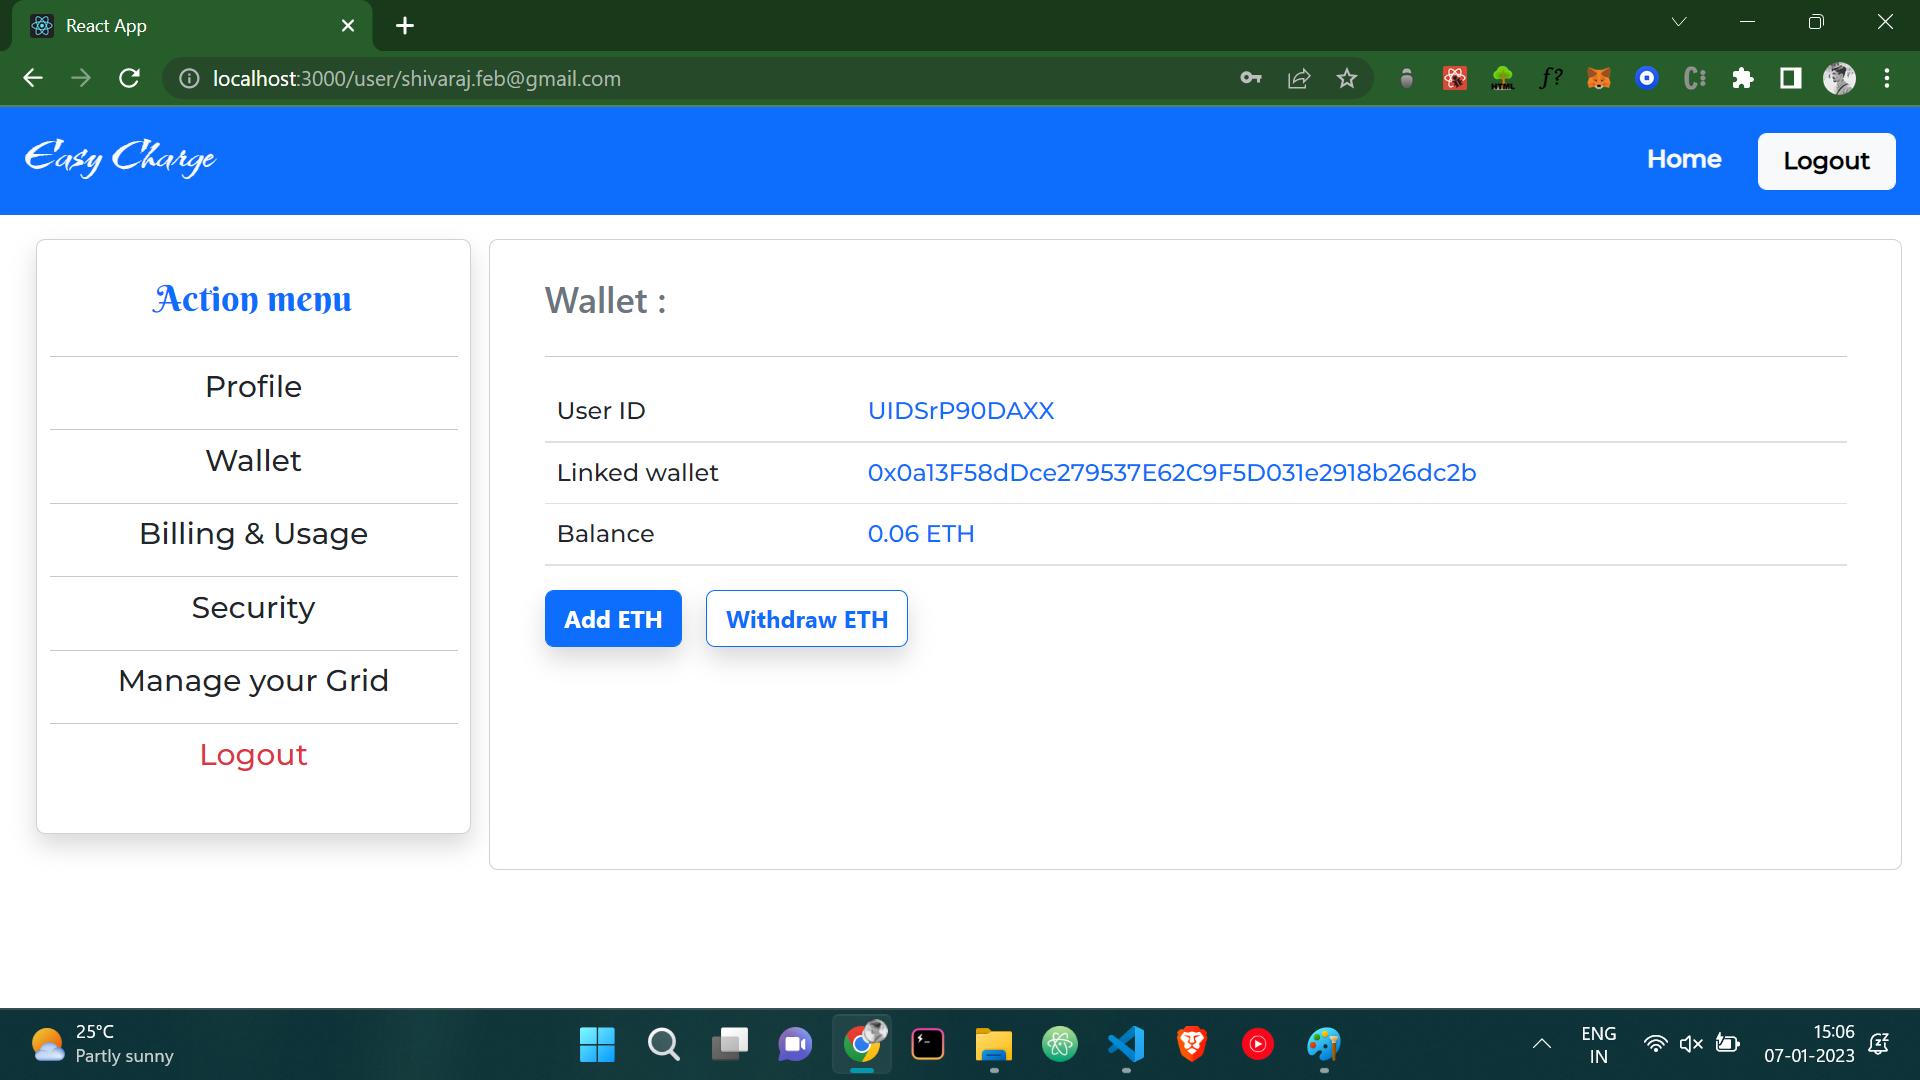 React App
localhost:3000/user/shivaraj.feb@gmail.com
HTML
f?
Easy Charge
Home
Logout
Action menu
Profile
Wallet
Billing & Usage
Security
Manage your Grid
Logout
Wallet :
User ID UIDSrP90DAXX
Linked wallet 0x0a13F58dDce279537E62C9F5D031e2918b26dc2b
Balance 0.06 ETH
Add ETH
Withdraw ETH
25°C
Partly sunny
ENG
IN
15:06
07-01-2023